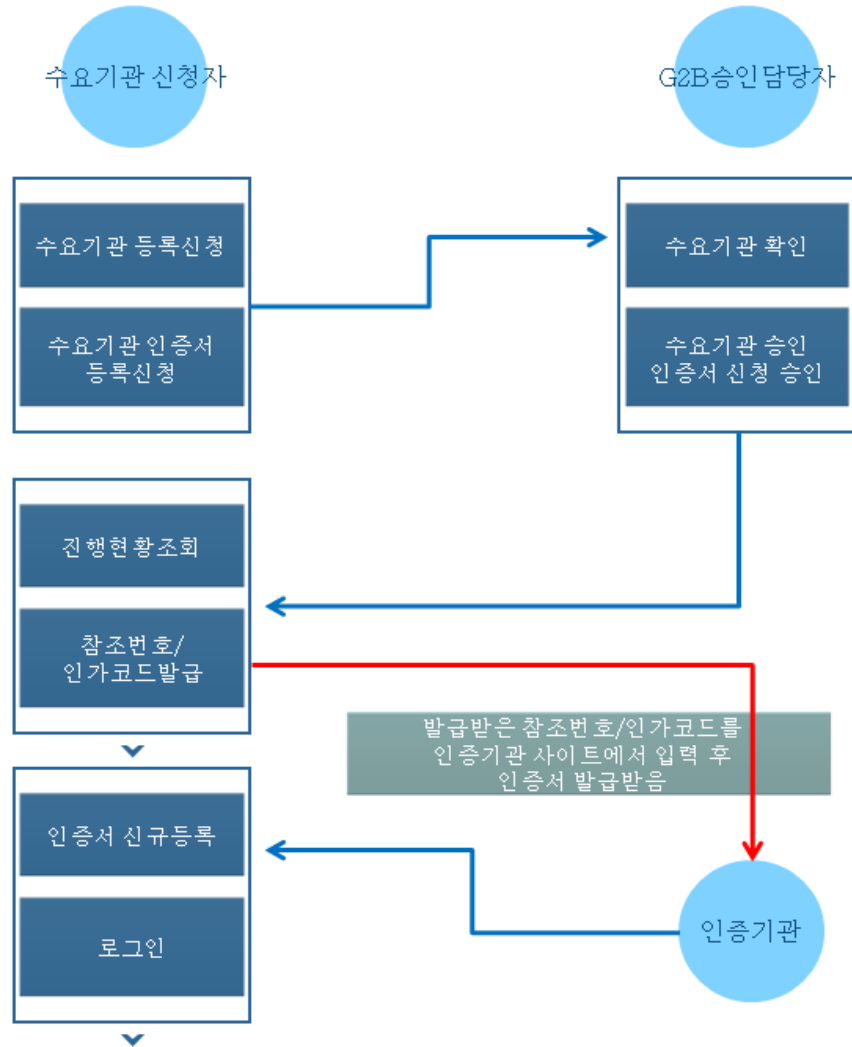 수요기관 신청자
G2B승인담당자
수요기관 등록신청
수요기관 인증서
등록신청
수요기관 확인
수요기관 승인
인증서 신청 승인
진행현황조회
참조번호/
인가코드발급
발급받은 참조번호/인가코드를
인증기관 사이트에서 입력 후
인증서 발급받음
인증서 신규등록
로그인
인증기관